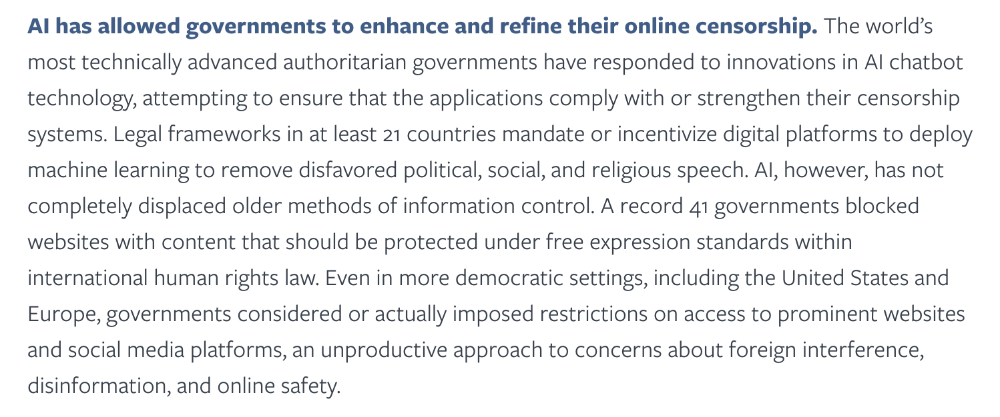 AI has allowed governments to enhance and refine their online censorship. The world’s
most technically advanced authoritarian governments have responded to innovations in AI chatbot
technology, attempting to ensure that the applications comply with or strengthen their censorship
systems. Legal frameworks in at least 21 countries mandate or incentivize digital platforms to deploy
machine learning to remove disfavored political, social, and religious speech. AI, however, has not
completely displaced older methods of information control. A record 41 governments blocked
websites with content that should be protected under free expression standards within
international human rights law. Even in more democratic settings, including the United States and
Europe, governments considered or actually imposed restrictions on access to prominent websites
and social media platforms, an unproductive approach to concerns about foreign interference,
disinformation, and online safety.